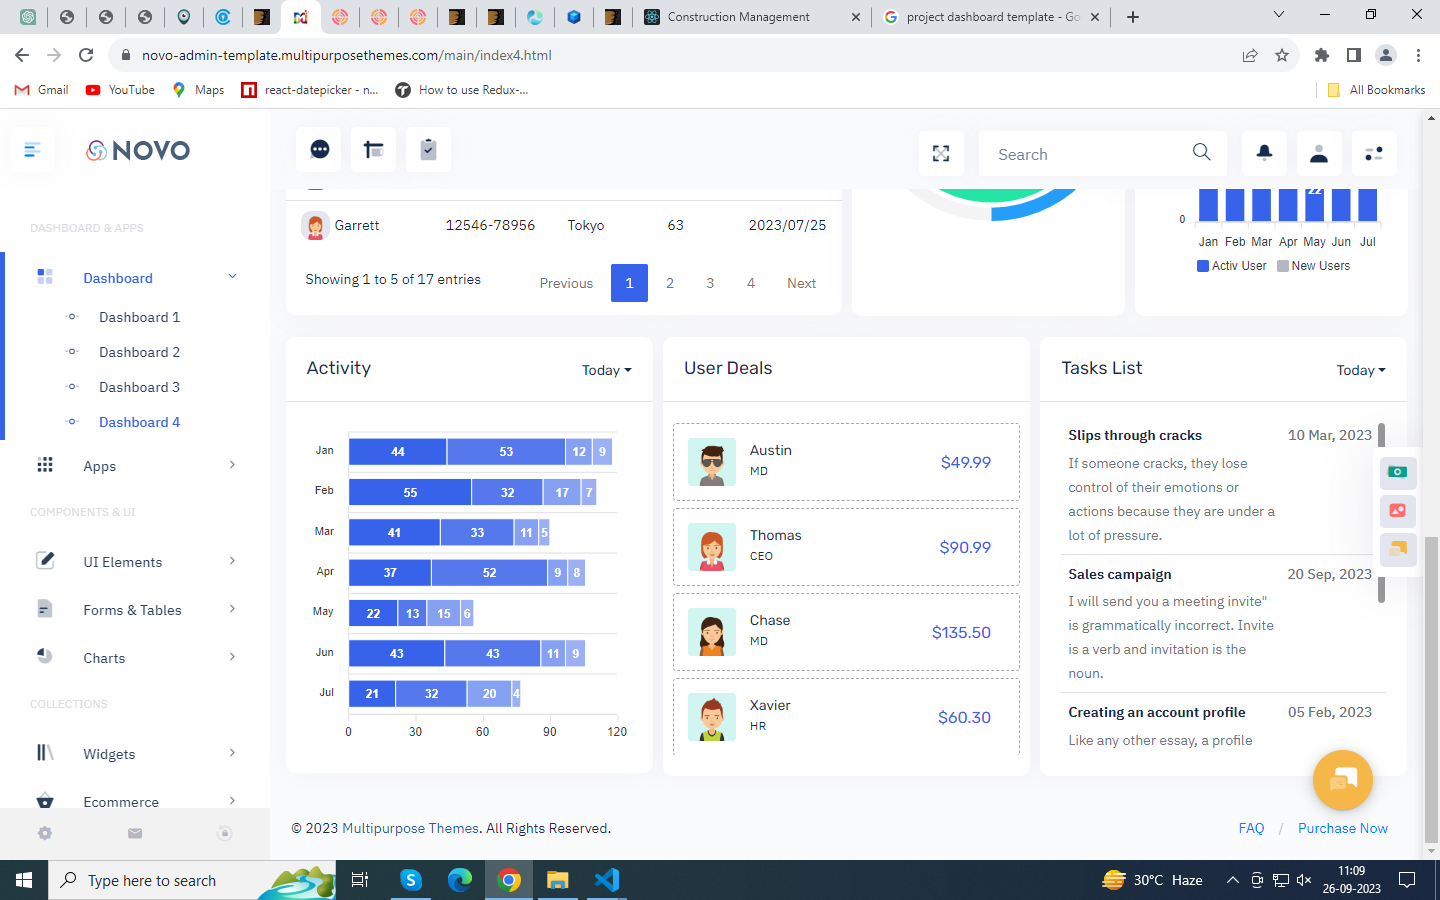 Construction Management
project dashboard template - Go
novo-admin-template.multipurposethemes.com/main/index4.html
Gmail
YouTube
Maps
react-datepicker - n...
How to use Redux-...
All Bookmarks
NOVO
Search
DASHBOARD & APPS
Dashboard
Dashboard 1
Dashboard 2
Dashboard 3
Dashboard 4
Apps
COMPONENTS & UI
UI Elements
Forms & Tables
Charts
COLLECTIONS
Widgets
Ecommerce
Garrett 12546-78956 Tokyo 63 2023/07/25
Showing 1 to 5 of 17 entries
Previous 1 2 3 4 Next
22
0
Jan Feb Mar Apr May Jun Jul
Activ User New Users
Activity
Today
Jan 44 53 12 9
Feb 55 32 17 7
Mar 41 33 11 5
Apr 37 52 9 8
May 22 13 15 6
Jun 43 43 11 9
Jul 21 32 20 4
0 30 60 90 120
User Deals
Austin
MD
$49.99
Thomas
CEO
$90.99
Chase
MD
$135.50
Xavier
HR
$60.30
Tasks List
Today
Slips through cracks 10 Mar, 2023
If someone cracks, they lose
control of their emotions or
actions because they are under a
lot of pressure.
Sales campaign 20 Sep, 2023
I will send you a meeting invite"
is grammatically incorrect. Invite
is a verb and invitation is the
noun.
Creating an account profile 05 Feb, 2023
Like any other essay, a profile
© 2023 Multipurpose Themes. All Rights Reserved.
FAQ / Purchase Now
Type here to search
30°C Haze
11:09
26-09-2023